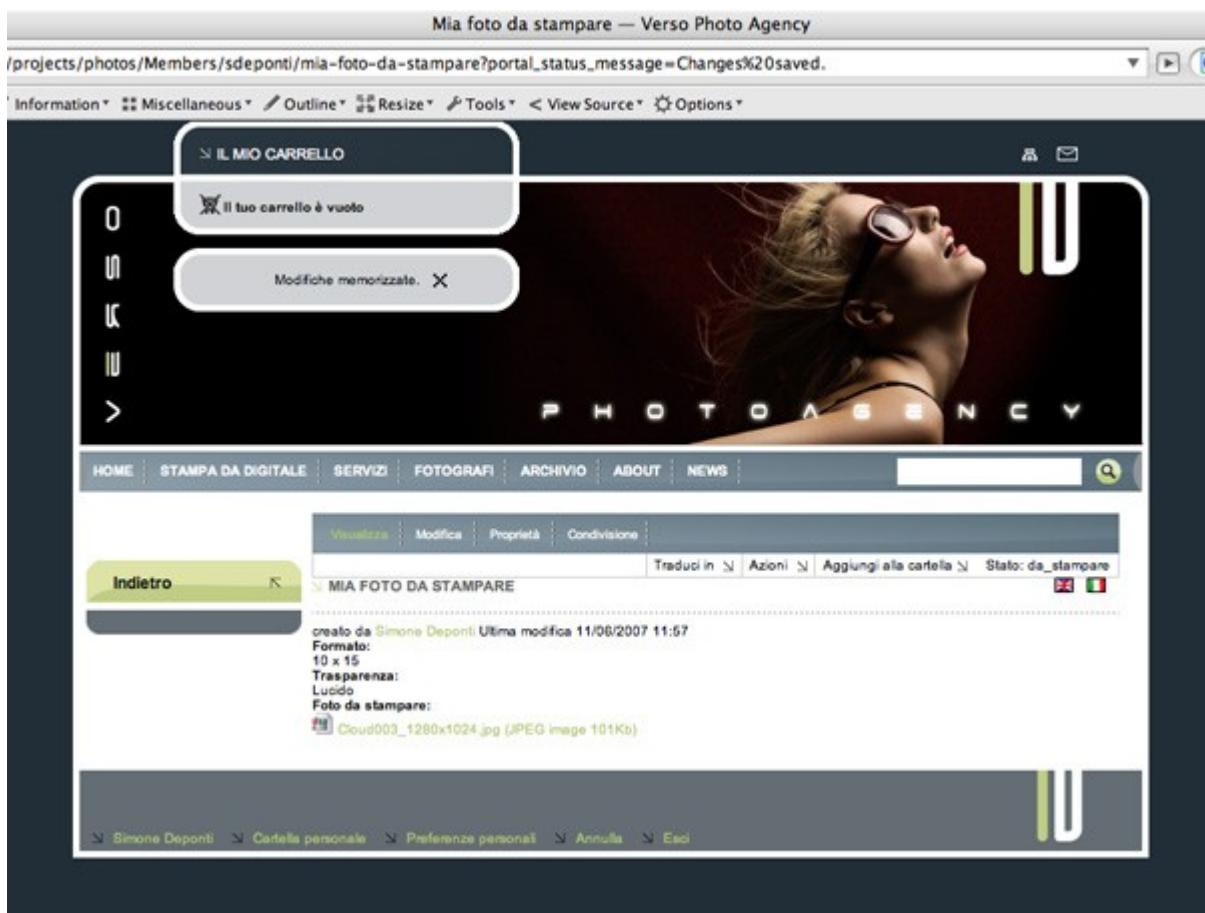 Mia foto da stampare — Verso Photo Agency
/projects/photos/Members/sdeponti/mia-foto-da-stampare?portal_status_message=Changes%20saved.
Information Miscellaneous Outline Resize Tools View Source Options
IL MIO CARRELLO
Il tuo carrello è vuoto
Modifiche memorizzate.
VERSO
PHOTOAGENCY
HOME STAMPA DA DIGITALE SERVIZI FOTOGRAFI ARCHIVIO ABOUT NEWS
Visualizza Modifica Proprietà Condivisione
Traduci in Azioni Aggiungi alla cartella Stato: da_stampare
Indietro
MIA FOTO DA STAMPARE
creato da Simone Deponti Ultima modifica 11/06/2007 11:57
Formato:
10 x 15
Trasparenza:
Lucido
Foto da stampare:
Cloud003_1280x1024.jpg (JPEG image 101Kb)
Simone Deponti Cartella personale Preferenze personali Annulla Esci